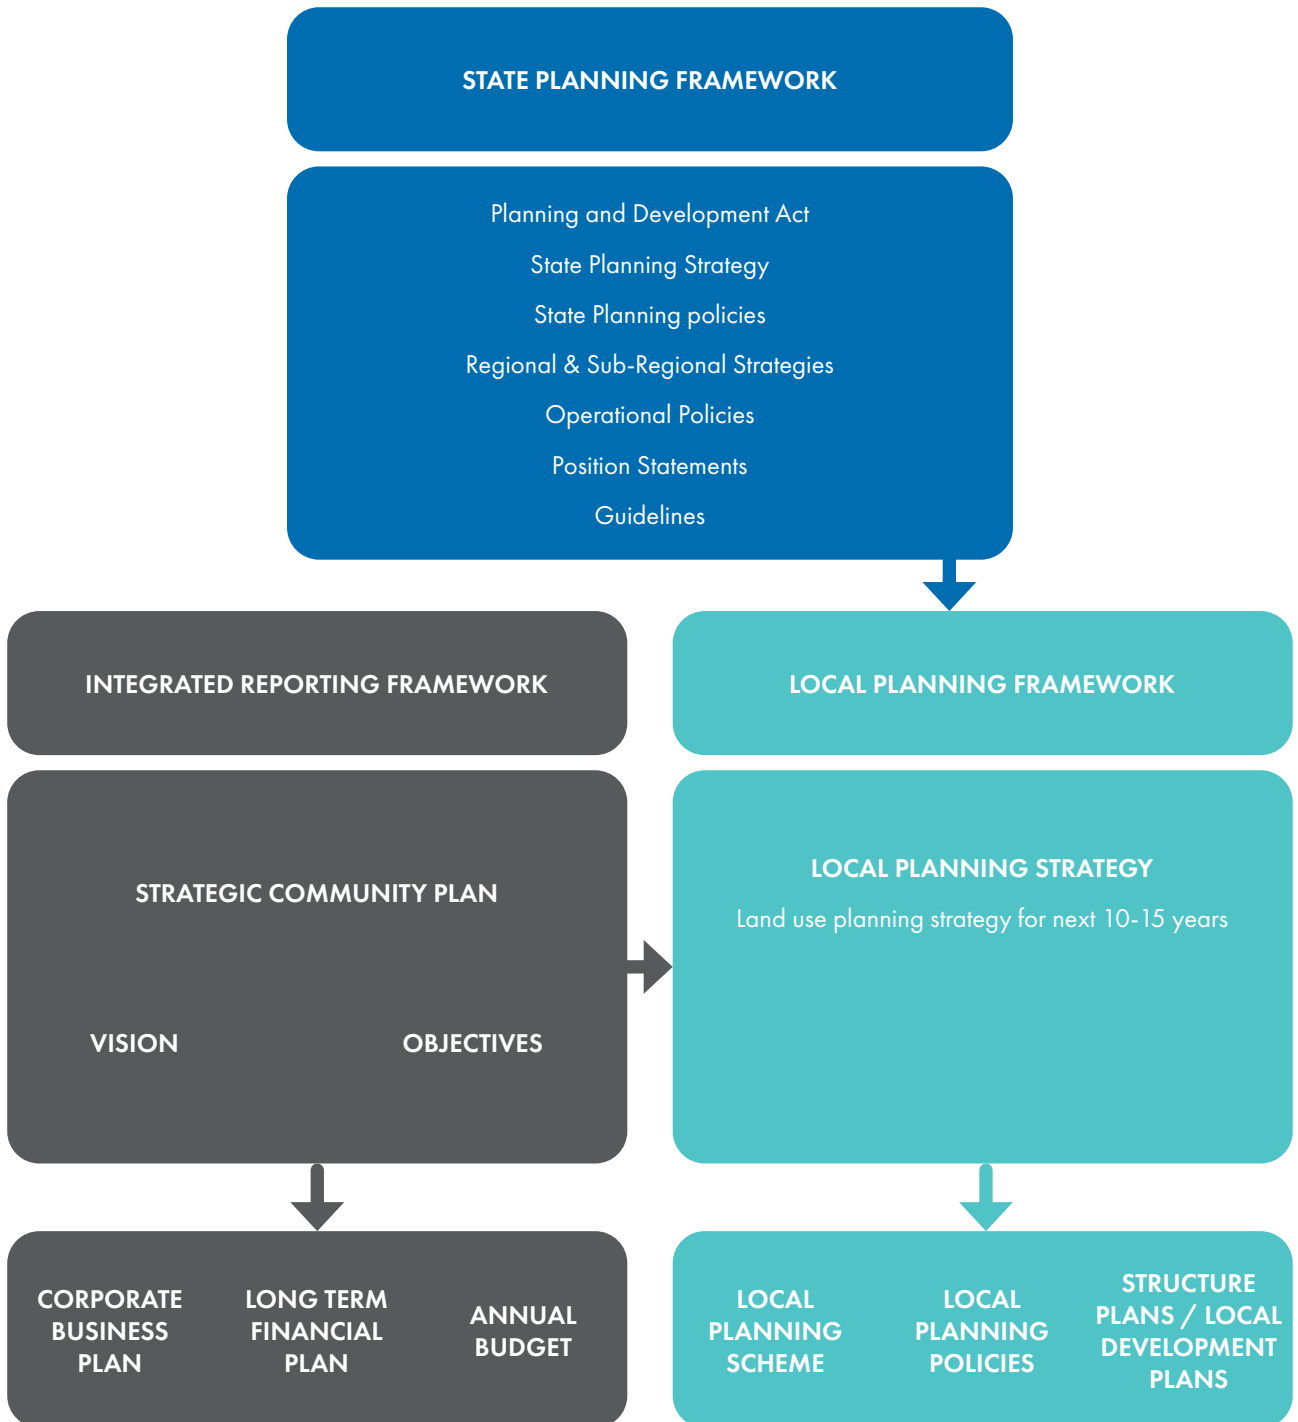 STATE PLANNING FRAMEWORK
Planning and Development Act
State Planning Strategy
State Planning policies
Regional & Sub-Regional Strategies
Operational Policies
Position Statements
Guidelines
INTEGRATED REPORTING FRAMEWORK
STRATEGIC COMMUNITY PLAN
VISION
OBJECTIVES
CORPORATE
BUSINESS
PLAN
LONG TERM
FINANCIAL
PLAN
ANNUAL
BUDGET
LOCAL PLANNING FRAMEWORK
LOCAL PLANNING STRATEGY
Land use planning strategy for next 10-15 years
LOCAL
PLANNING
SCHEME
LOCAL
PLANNING
POLICIES
STRUCTURE
PLANS / LOCAL
DEVELOPMENT
PLANS